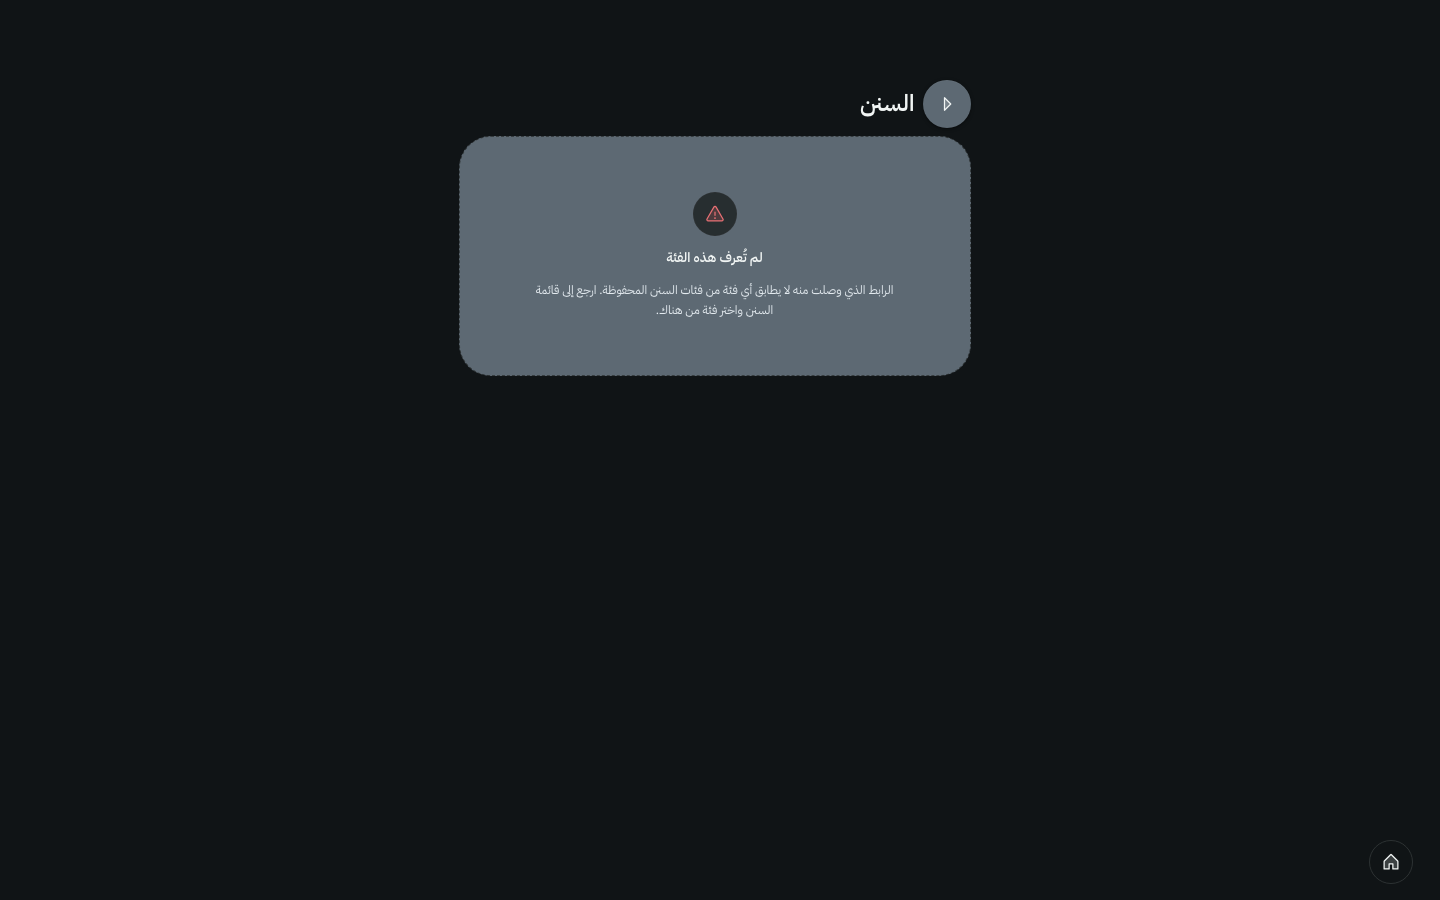 السنن
لم تُعرف هذه الفئة
الرابط الذي وصلت منه لا يطابق أي فئة من فئات السنن المحفوظة. ارجع إلى قائمة
السنن واختر فئة من هناك.